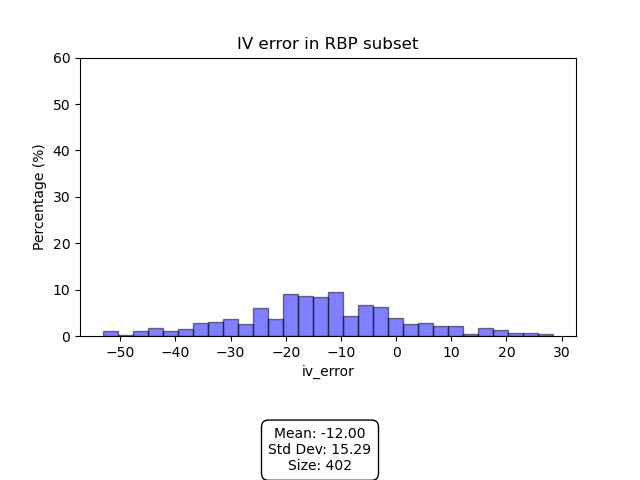 IV error in RBP subset
60
50
40
30
20
10
0
Percentage (%)
−50 −40 −30 −20 −10 0 10 20 30
iv_error
Mean: -12.00
Std Dev: 15.29
Size: 402